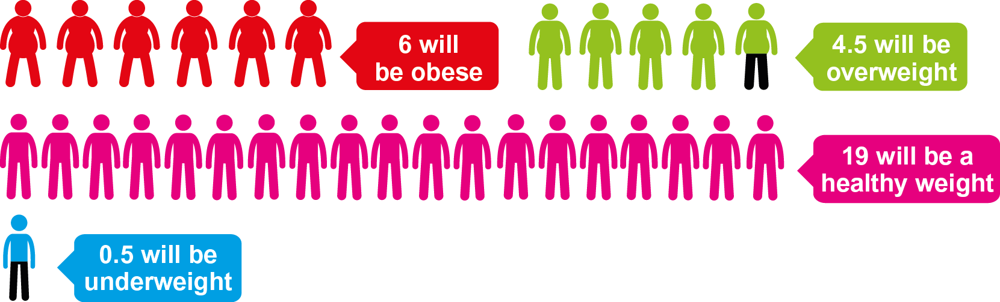 6 will
be obese
4.5 will be
overweight
19 will be a
healthy weight
0.5 will be
underweight